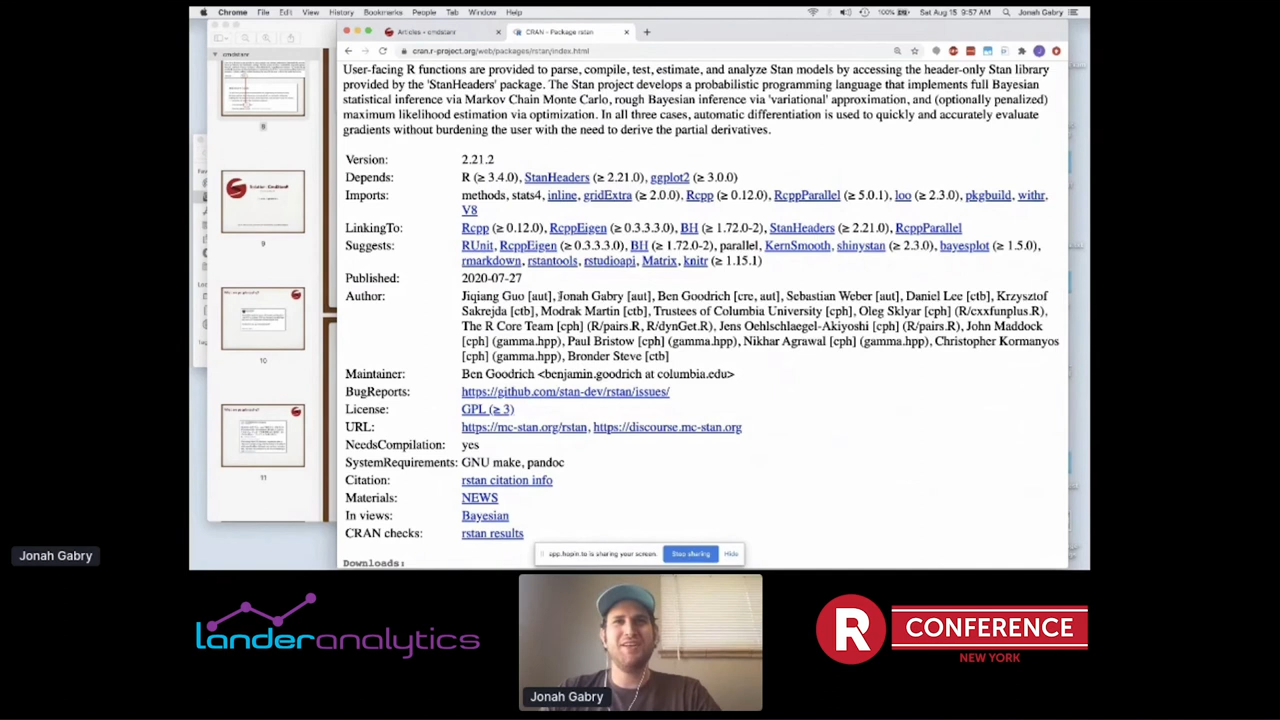 Chrome File Edit View History Bookmarks People Tab Window Help 100% Sat Aug 15 9:57 AM Jonah Gabry
cmdstanr
Articles • cmdstanr
CRAN - Package rstan
cran.r-project.org/web/packages/rstan/index.html
User-facing R functions are provided to parse, compile, test, estimate, and analyze Stan models by accessing the header-only Stan library
provided by the 'StanHeaders' package. The Stan project develops a probabilistic programming language that implements full Bayesian
statistical inference via Markov Chain Monte Carlo, rough Bayesian inference via 'variational' approximation, and (optionally penalized)
maximum likelihood estimation via optimization. In all three cases, automatic differentiation is used to quickly and accurately evaluate
gradients without burdening the user with the need to derive the partial derivatives.
Version: 2.21.2
Depends: R (≥ 3.4.0), StanHeaders (≥ 2.21.0), ggplot2 (≥ 3.0.0)
Imports: methods, stats4, inline, gridExtra (≥ 2.0.0), Rcpp (≥ 0.12.0), RcppParallel (≥ 5.0.1), loo (≥ 2.3.0), pkgbuild, withr,
V8
LinkingTo: Rcpp (≥ 0.12.0), RcppEigen (≥ 0.3.3.3.0), BH (≥ 1.72.0-2), StanHeaders (≥ 2.21.0), RcppParallel
Suggests: RUnit, RcppEigen (≥ 0.3.3.3.0), BH (≥ 1.72.0-2), parallel, KernSmooth, shinystan (≥ 2.3.0), bayesplot (≥ 1.5.0),
rmarkdown, rstantools, rstudioapi, Matrix, knitr (≥ 1.15.1)
Published: 2020-07-27
Author: Jiqiang Guo [aut], Jonah Gabry [aut], Ben Goodrich [cre, aut], Sebastian Weber [aut], Daniel Lee [ctb], Krzysztof
Sakrejda [ctb], Modrak Martin [ctb], Trustees of Columbia University [cph], Oleg Sklyar [cph] (R/cxxfunplus.R),
The R Core Team [cph] (R/pairs.R, R/dynGet.R), Jens Oehlschlaegel-Akiyoshi [cph] (R/pairs.R), John Maddock
[cph] (gamma.hpp), Paul Bristow [cph] (gamma.hpp), Nikhar Agrawal [cph] (gamma.hpp), Christopher Kormanyos
[cph] (gamma.hpp), Bronder Steve [ctb]
Maintainer: Ben Goodrich <benjamin.goodrich at columbia.edu>
BugReports: https://github.com/stan-dev/rstan/issues/
License: GPL (≥ 3)
URL: https://mc-stan.org/rstan, https://discourse.mc-stan.org
NeedsCompilation: yes
SystemRequirements: GNU make, pandoc
Citation: rstan citation info
Materials: NEWS
In views: Bayesian
CRAN checks: rstan results
Downloads:
8
9
10
11
app.hopin.to is sharing your screen. Stop sharing Hide
Jonah Gabry
landeranalytics
Jonah Gabry
R CONFERENCE
NEW YORK